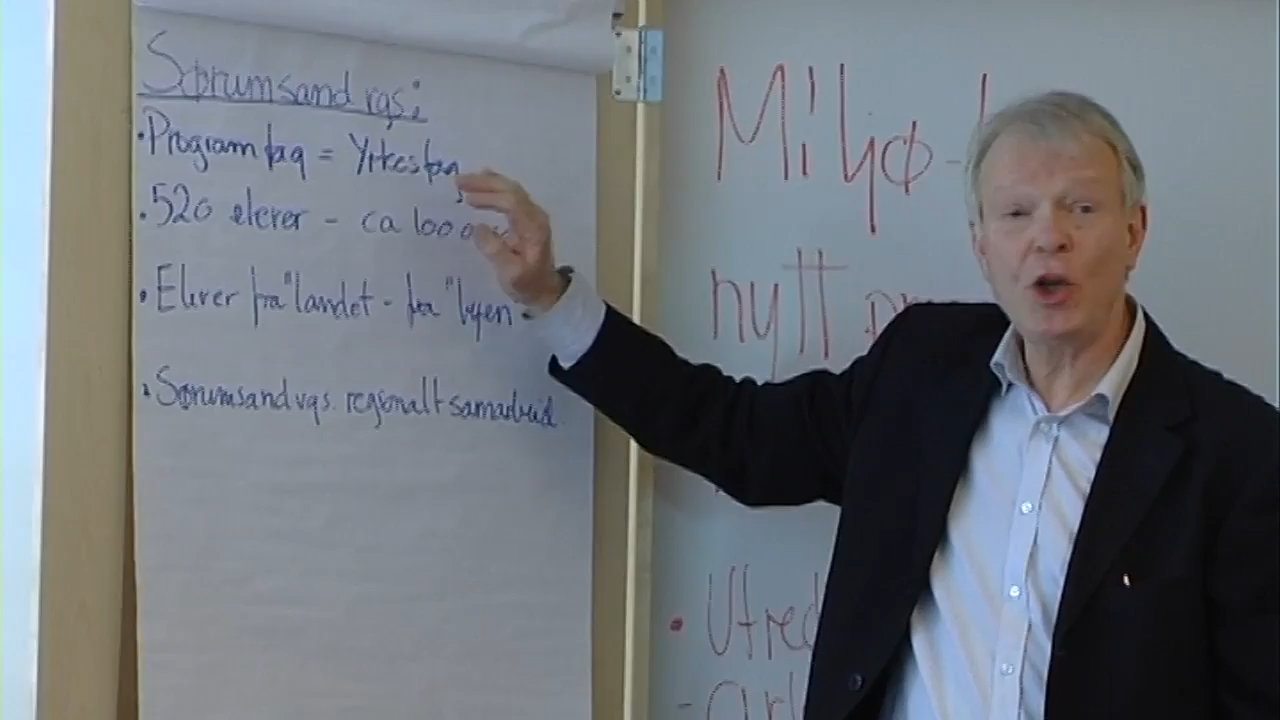 Sørumsand vgs:
• Programfag = Yrkesfag
• 520 elever - ca 1000
• Elever fra "landet - fra "byen"
• Sørumsand vgs. regionalt samarbeid
Miljø-
nytt
• Utred